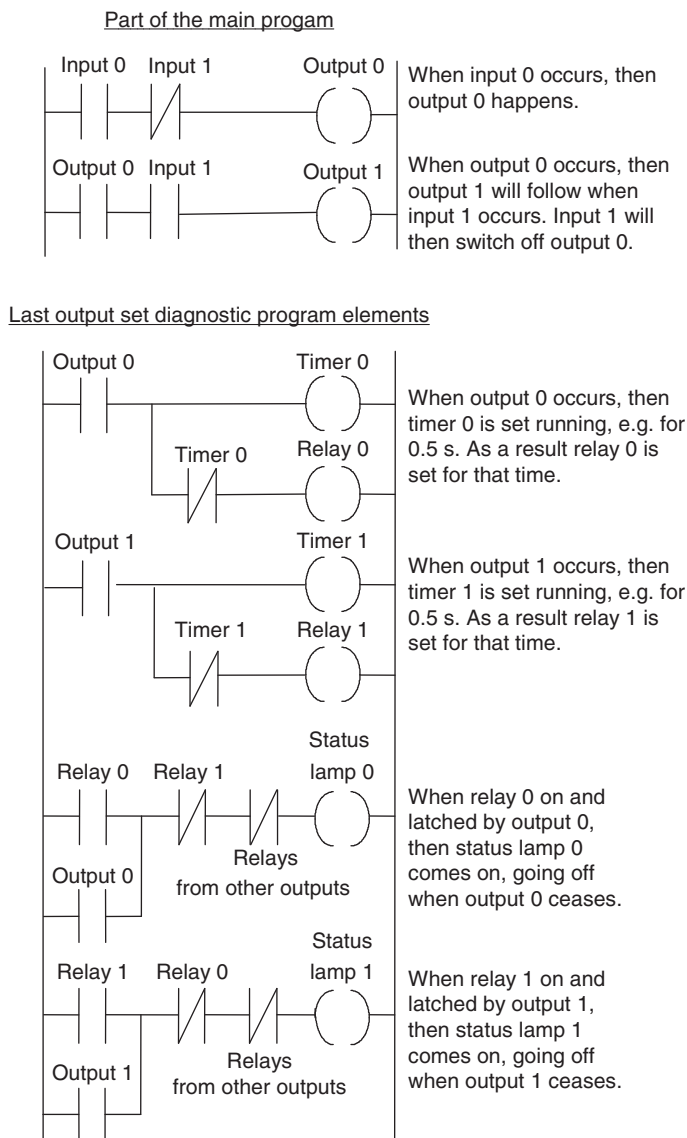 Part of the main progam
Input 0 Input 1 Output 0
When input 0 occurs, then
output 0 happens.
Output 0 Input 1 Output 1
When output 0 occurs, then
output 1 will follow when
input 1 occurs. Input 1 will
then switch off output 0.
Last output set diagnostic program elements
Output 0 Timer 0
Timer 0 Relay 0
When output 0 occurs, then
timer 0 is set running, e.g. for
0.5 s. As a result relay 0 is
set for that time.
Output 1 Timer 1
Timer 1 Relay 1
When output 1 occurs, then
timer 1 is set running, e.g. for
0.5 s. As a result relay 1 is
set for that time.
Status
Relay 0 Relay 1 lamp 0
Relays
from other outputs
Output 0
When relay 0 on and
latched by output 0,
then status lamp 0
comes on, going off
when output 0 ceases.
Status
Relay 1 Relay 0 lamp 1
Relays
from other outputs
Output 1
When relay 1 on and
latched by output 1,
then status lamp 1
comes on, going off
when output 1 ceases.